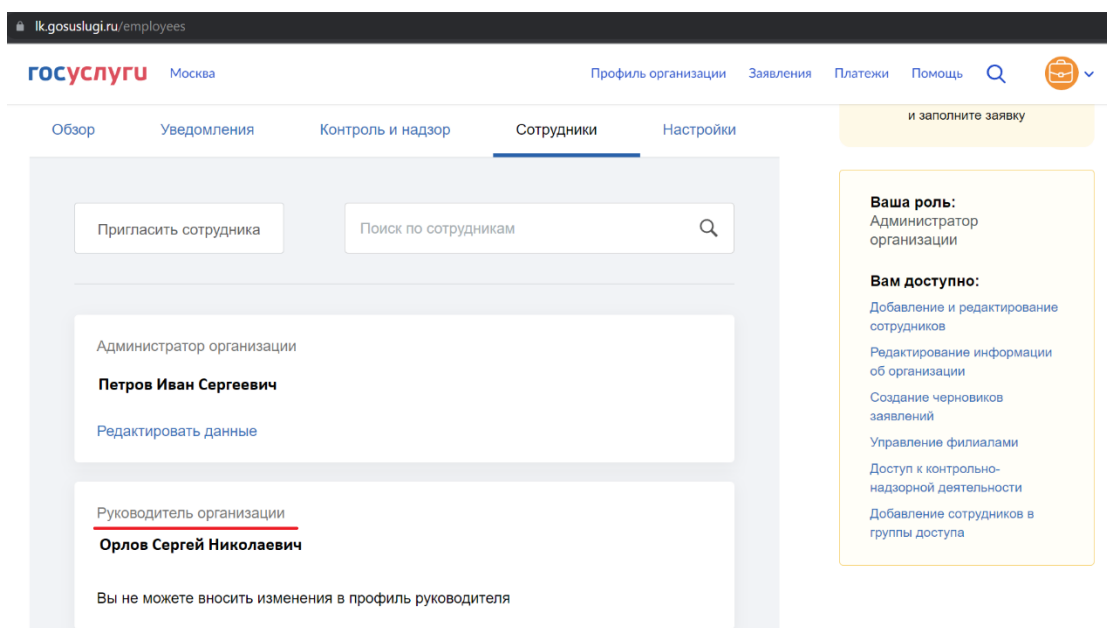 lk.gosuslugi.ru/employees
госуслуги Москва Профиль организации Заявления Платежи Помощь
Обзор Уведомления Контроль и надзор Сотрудники Настройки
и заполните заявку
Пригласить сотрудника
Поиск по сотрудникам
Администратор организации
Петров Иван Сергеевич
Редактировать данные
Руководитель организации
Орлов Сергей Николаевич
Вы не можете вносить изменения в профиль руководителя
Ваша роль:
Администратор
организации
Вам доступно:
Добавление и редактирование
сотрудников
Редактирование информации
об организации
Создание черновиков
заявлений
Управление филиалами
Доступ к контрольно-
надзорной деятельности
Добавление сотрудников в
группы доступа